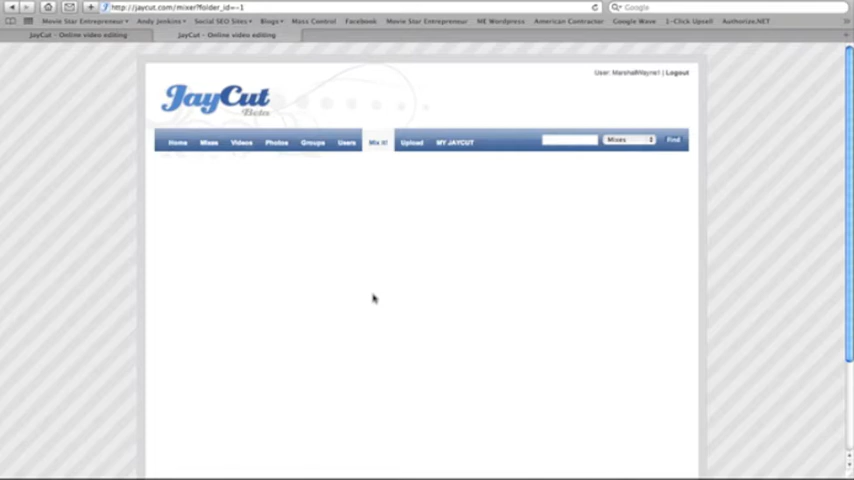 http://jaycut.com/mixer?folder_id=-1
Google
Movie Star Entrepreneur
Andy Jenkins
Social SEO Sites
Blogs
Mass Control
Facebook
Movie Star Entrepreneur
ME Wordpress
American Contractor
Google Wave
1-Click Upsell
Authorize.NET
JayCut - Online video editing
JayCut - Online video editing
User: MarshallWayne1 | Logout
JayCut
Beta
Home
Mixes
Videos
Photos
Groups
Users
Mix it!
Upload
MY JAYCUT
Mixes
Find